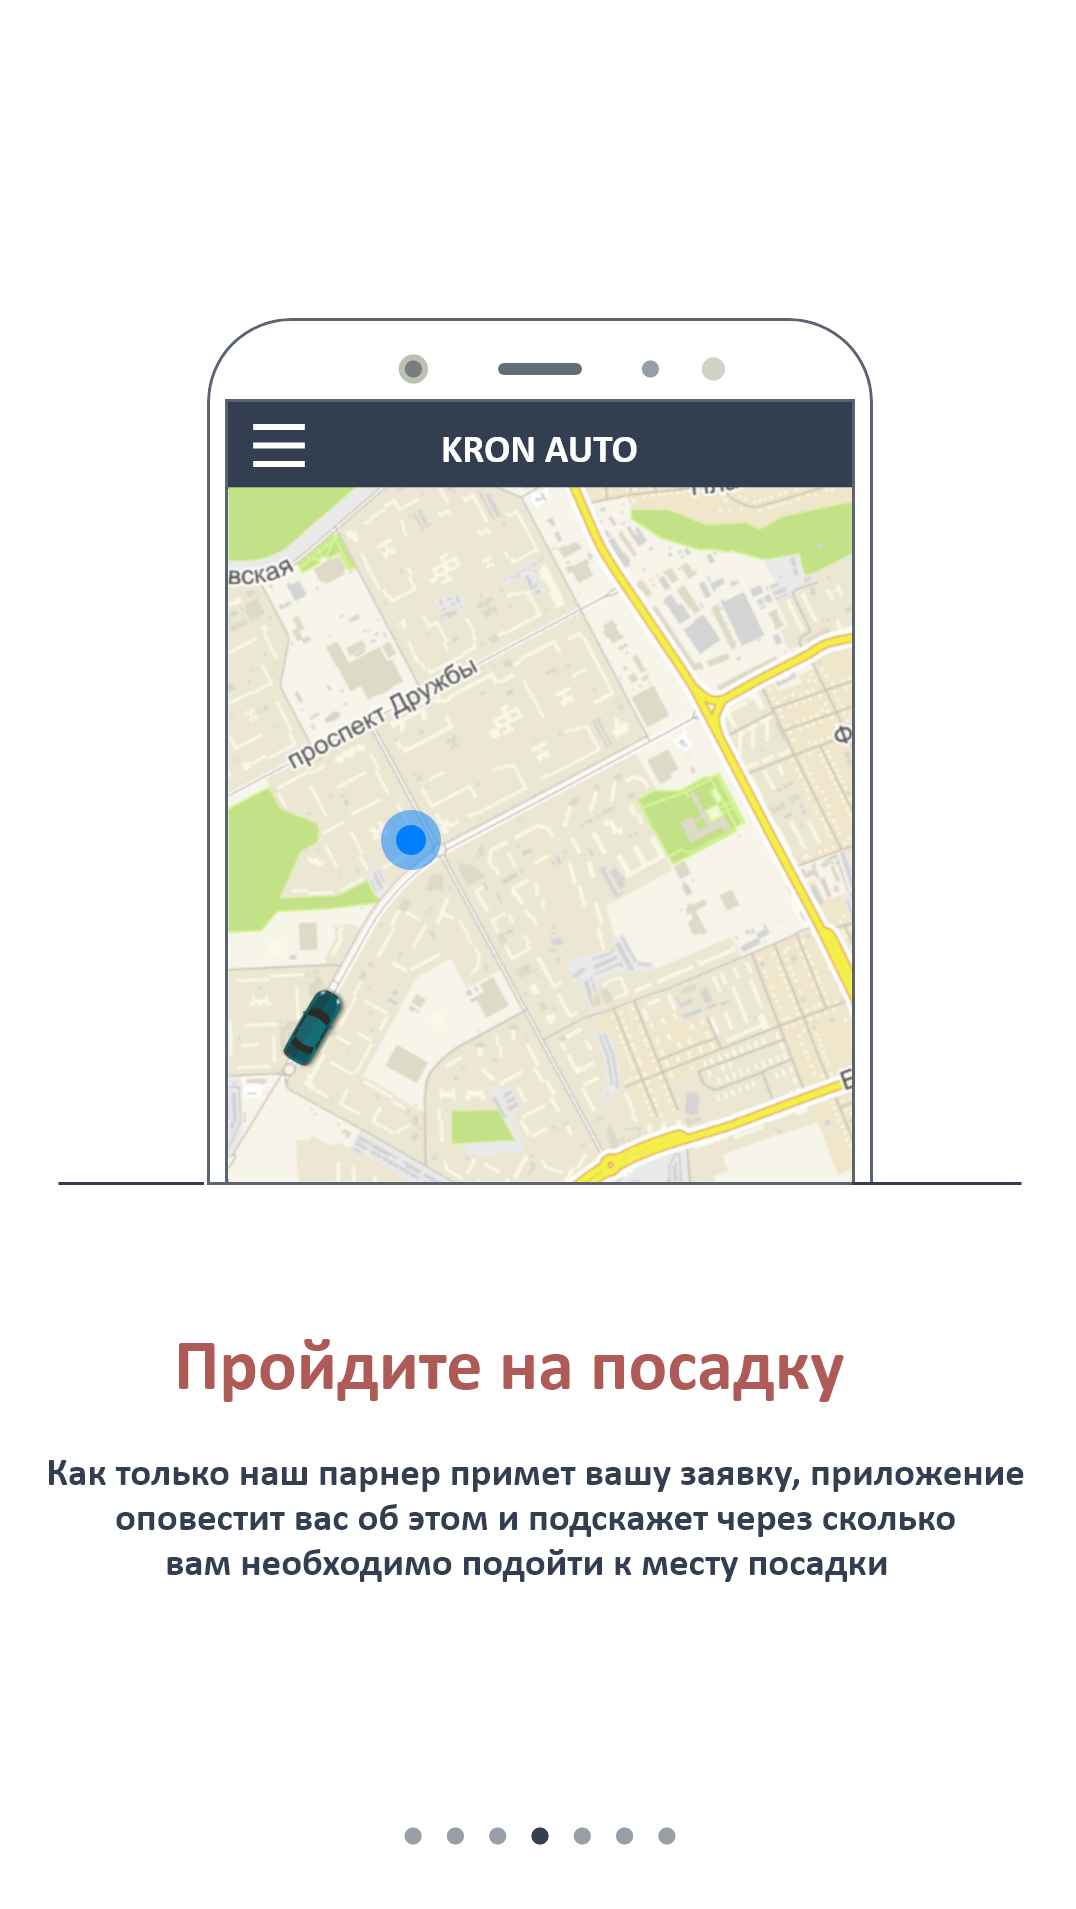 KRON AUTO
вская
проспект Дружбы
Ф
Пройдите на посадку
Как только наш парнер примет вашу заявку, приложение
оповестит вас об этом и подскажет через сколько
вам необходимо подойти к месту посадки